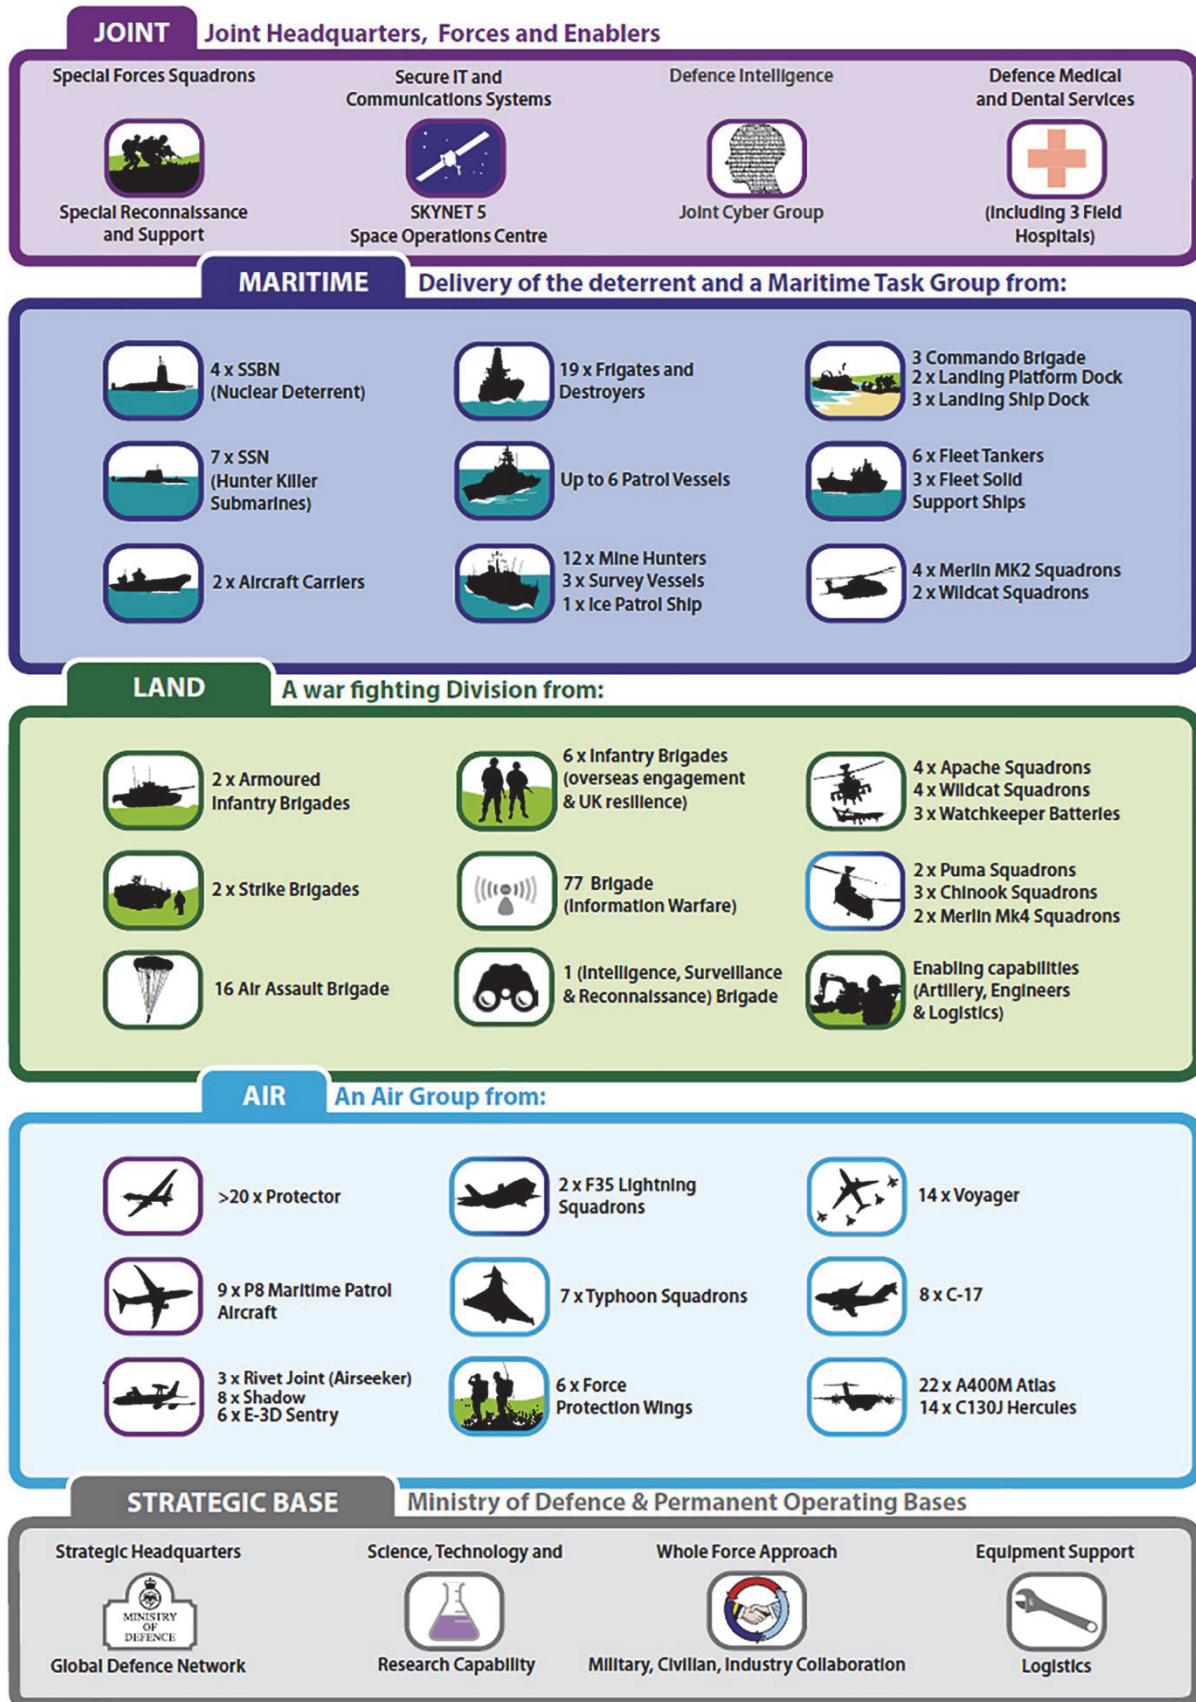 JOINT Joint Headquarters, Forces and Enablers
Special Forces Squadrons
Special Reconnaissance
and Support
Secure IT and
Communications Systems
SKYNET 5
Space Operations Centre
Defence Intelligence
Joint Cyber Group
Defence Medical
and Dental Services
(Including 3 Field
Hospitals)
MARITIME Delivery of the deterrent and a Maritime Task Group from:
4 x SSBN
(Nuclear Deterrent)
19 x Frigates and
Destroyers
3 Commando Brigade
2 x Landing Platform Dock
3 x Landing Ship Dock
7 x SSN
(Hunter Killer
Submarines)
Up to 6 Patrol Vessels
6 x Fleet Tankers
3 x Fleet Solid
Support Ships
2 x Aircraft Carriers
12 x Mine Hunters
3 x Survey Vessels
1 x Ice Patrol Ship
4 x Merlin MK2 Squadrons
2 x Wildcat Squadrons
LAND A war fighting Division from:
2 x Armoured
Infantry Brigades
6 x Infantry Brigades
(overseas engagement
& UK resilience)
4 x Apache Squadrons
4 x Wildcat Squadrons
3 x Watchkeeper Batteries
2 x Strike Brigades
77 Brigade
(Information Warfare)
2 x Puma Squadrons
3 x Chinook Squadrons
2 x Merlin Mk4 Squadrons
16 Air Assault Brigade
1 (Intelligence, Surveillance
& Reconnaissance) Brigade
Enabling capabilities
(Artillery, Engineers
& Logistics)
AIR An Air Group from:
>20 x Protector
2 x F35 Lightning
Squadrons
14 x Voyager
9 x P8 Maritime Patrol
Aircraft
7 x Typhoon Squadrons
8 x C-17
3 x Rivet Joint (Airseeker)
8 x Shadow
6 x E-3D Sentry
6 x Force
Protection Wings
22 x A400M Atlas
14 x C130J Hercules
STRATEGIC BASE Ministry of Defence & Permanent Operating Bases
Strategic Headquarters
MINISTRY
OF
DEFENCE
Global Defence Network
Science, Technology and
Research Capability
Whole Force Approach
Military, Civilian, Industry Collaboration
Equipment Support
Logistics